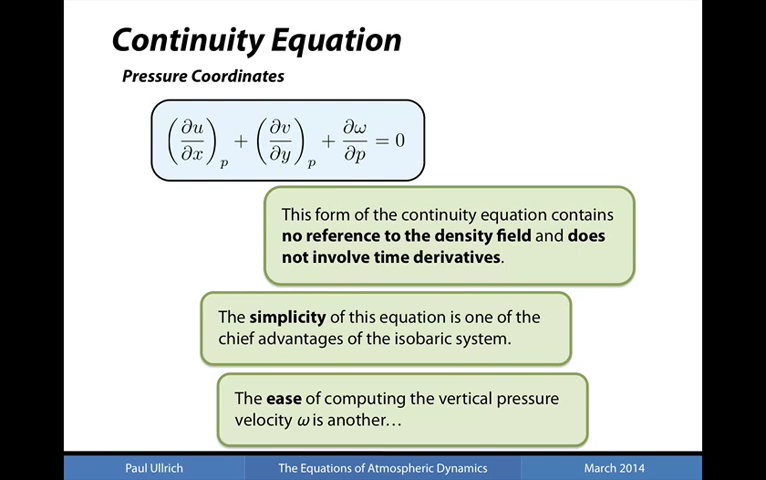 Continuity Equation
Pressure Coordinates
(∂u/∂x)_p + (∂v/∂y)_p + ∂ω/∂p = 0
This form of the continuity equation contains
no reference to the density field and does
not involve time derivatives.
The simplicity of this equation is one of the
chief advantages of the isobaric system.
The ease of computing the vertical pressure
velocity ω is another…
Paul Ullrich The Equations of Atmospheric Dynamics March 2014